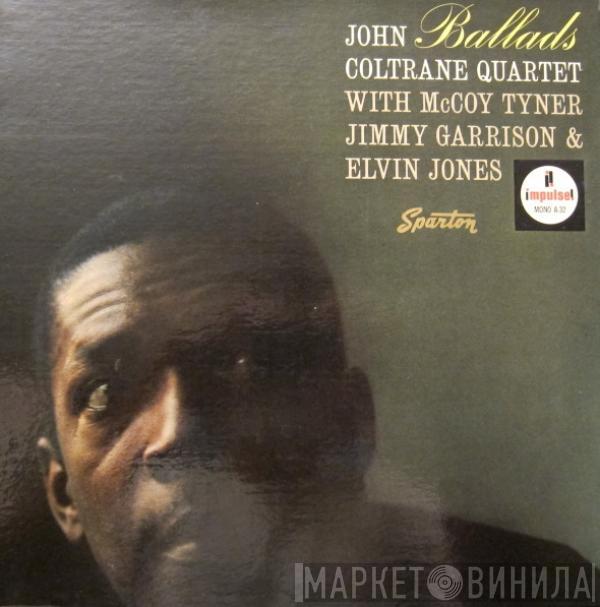 JOHN Ballads
COLTRANE QUARTET
WITH McCOY TYNER
JIMMY GARRISON &
ELVIN JONES
impulse!
MONO A-32
Sparton
МАРКЕТ ВИНИЛА